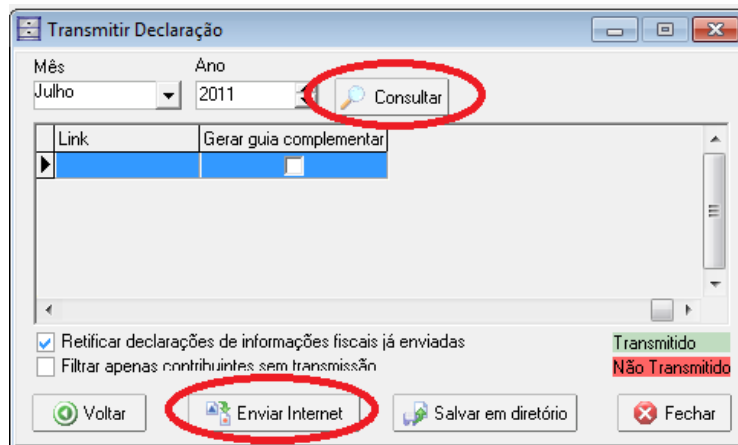 Transmitir Declaração
Mês Ano
Julho 2011 Consultar
Link Gerar guia complementar
Retificar declarações de informações fiscais já enviadas Transmitido
Filtrar apenas contribuintes sem transmissão Não Transmitido
Voltar Enviar Internet Salvar em diretório Fechar